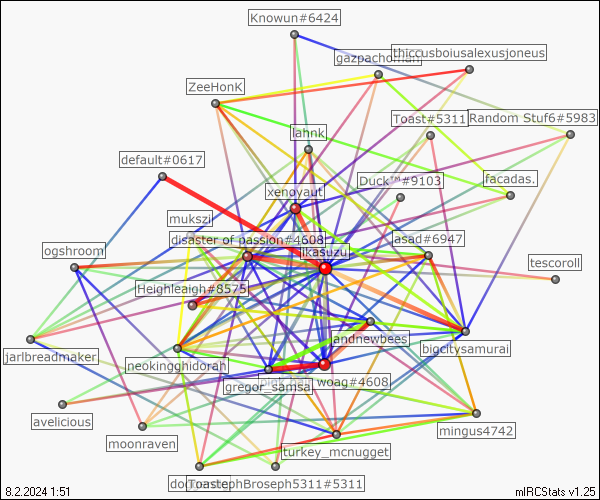 Knowun#6424
gazpachoman
thiccusboiusalexusjoneus
ZeeHonK
lahnk
Toast#5311
Random Stuf6#5983
default#0617
xenoyaut
Duck™#9103
facadas.
mukszi
disaster of passion#4608
ikasuzu
jasad#6947
ogshroom
tescoroll
Heighleaigh#8575
andnewbees
bigcitysamurai
jarlbreadmaker
neokingghidorah
gregor_samsa
woag#4608
avelicious
moonraven
turkey_mcnugget
mingus4742
ToastephBroseph5311#5311
8.2.2024 1:51
mIRCStats v1.25